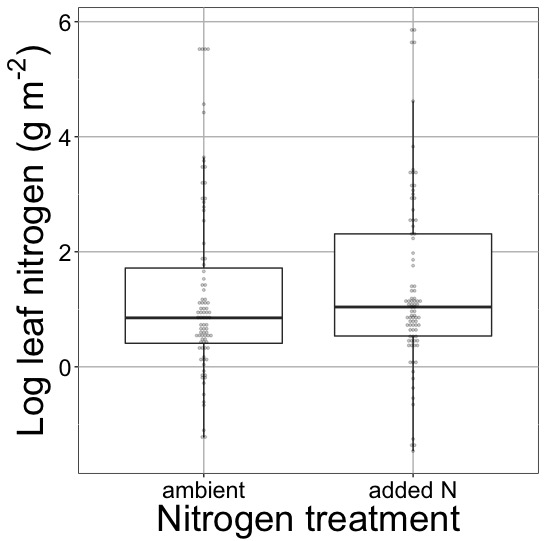 Log leaf nitrogen (g m⁻²)
6
4
2
0
ambient added N
Nitrogen treatment